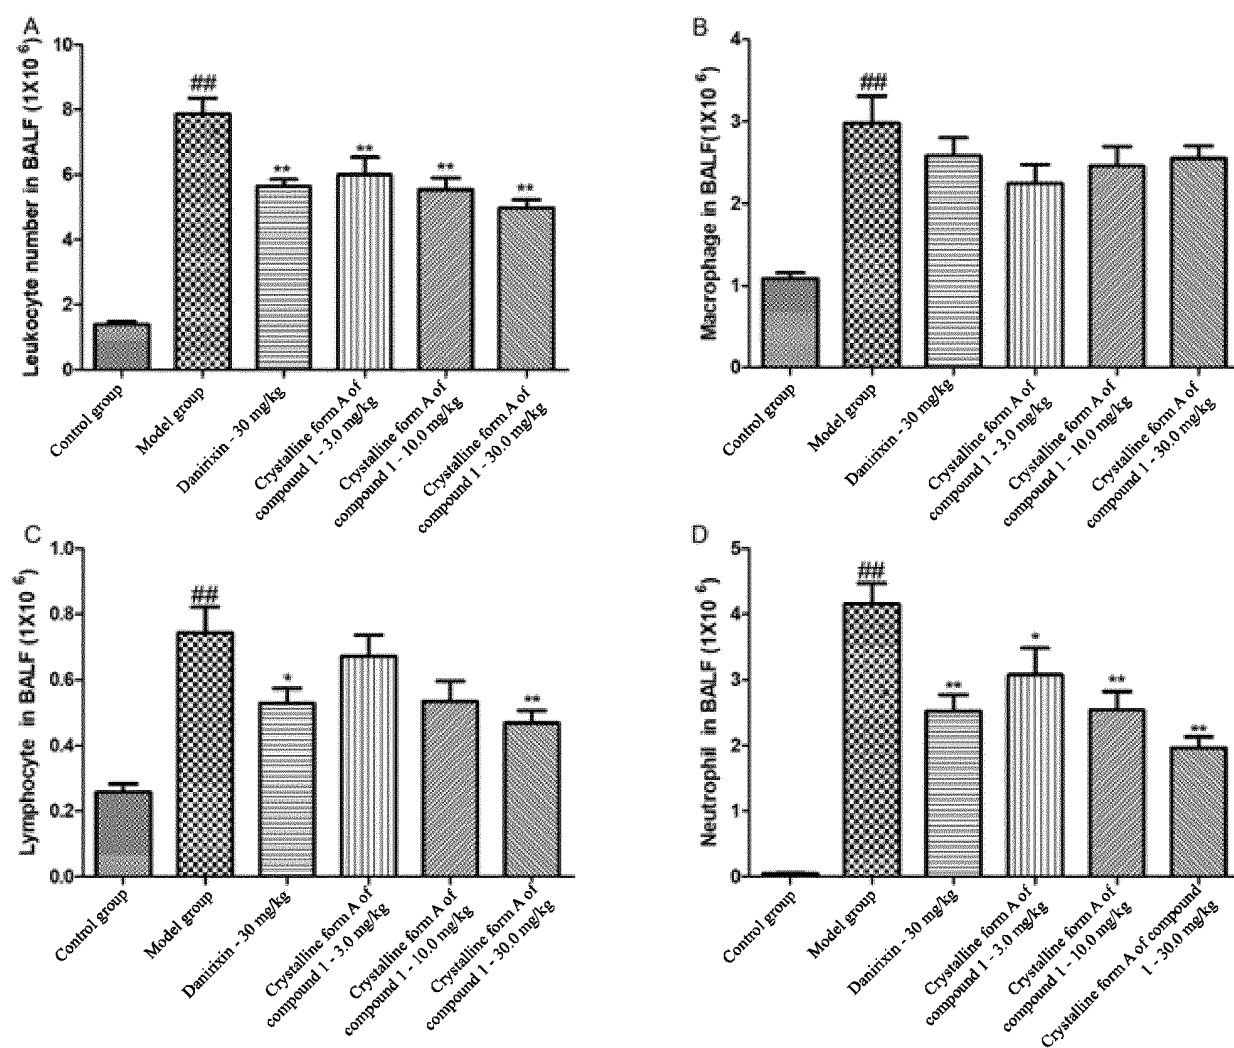 A
Leukocyte number in BALF (1X10 6)
10
8
6
4
2
0
##
**
**
**
**
Control group
Model group
Danirixin - 30 mg/kg
Crystalline form A of
compound 1 - 3.0 mg/kg
Crystalline form A of
compound 1 - 10.0 mg/kg
Crystalline form A of
compound 1 - 30.0 mg/kg
B
Macrophage in BALF(1X10 6)
4
3
2
1
0
##
Control group
Model group
Danirixin - 30 mg/kg
Crystalline form A of
compound 1 - 3.0 mg/kg
Crystalline form A of
compound 1 - 10.0 mg/kg
Crystalline form A of
compound 1 - 30.0 mg/kg
C
Lymphocyte in BALF (1X10 6)
1.0
0.8
0.6
0.4
0.2
0.0
##
*
**
Control group
Model group
Danirixin - 30 mg/kg
Crystalline form A of
compound 1 - 3.0 mg/kg
Crystalline form A of
compound 1 - 10.0 mg/kg
Crystalline form A of
compound 1 - 30.0 mg/kg
D
Neutrophil in BALF (1X10 6)
5
4
3
2
1
0
##
**
*
**
**
Control group
Model group
Danirixin - 30 mg/kg
Crystalline form A of
compound 1 - 3.0 mg/kg
Crystalline form A of
compound 1 - 10.0 mg/kg
Crystalline form A of compound
1 - 30.0 mg/kg